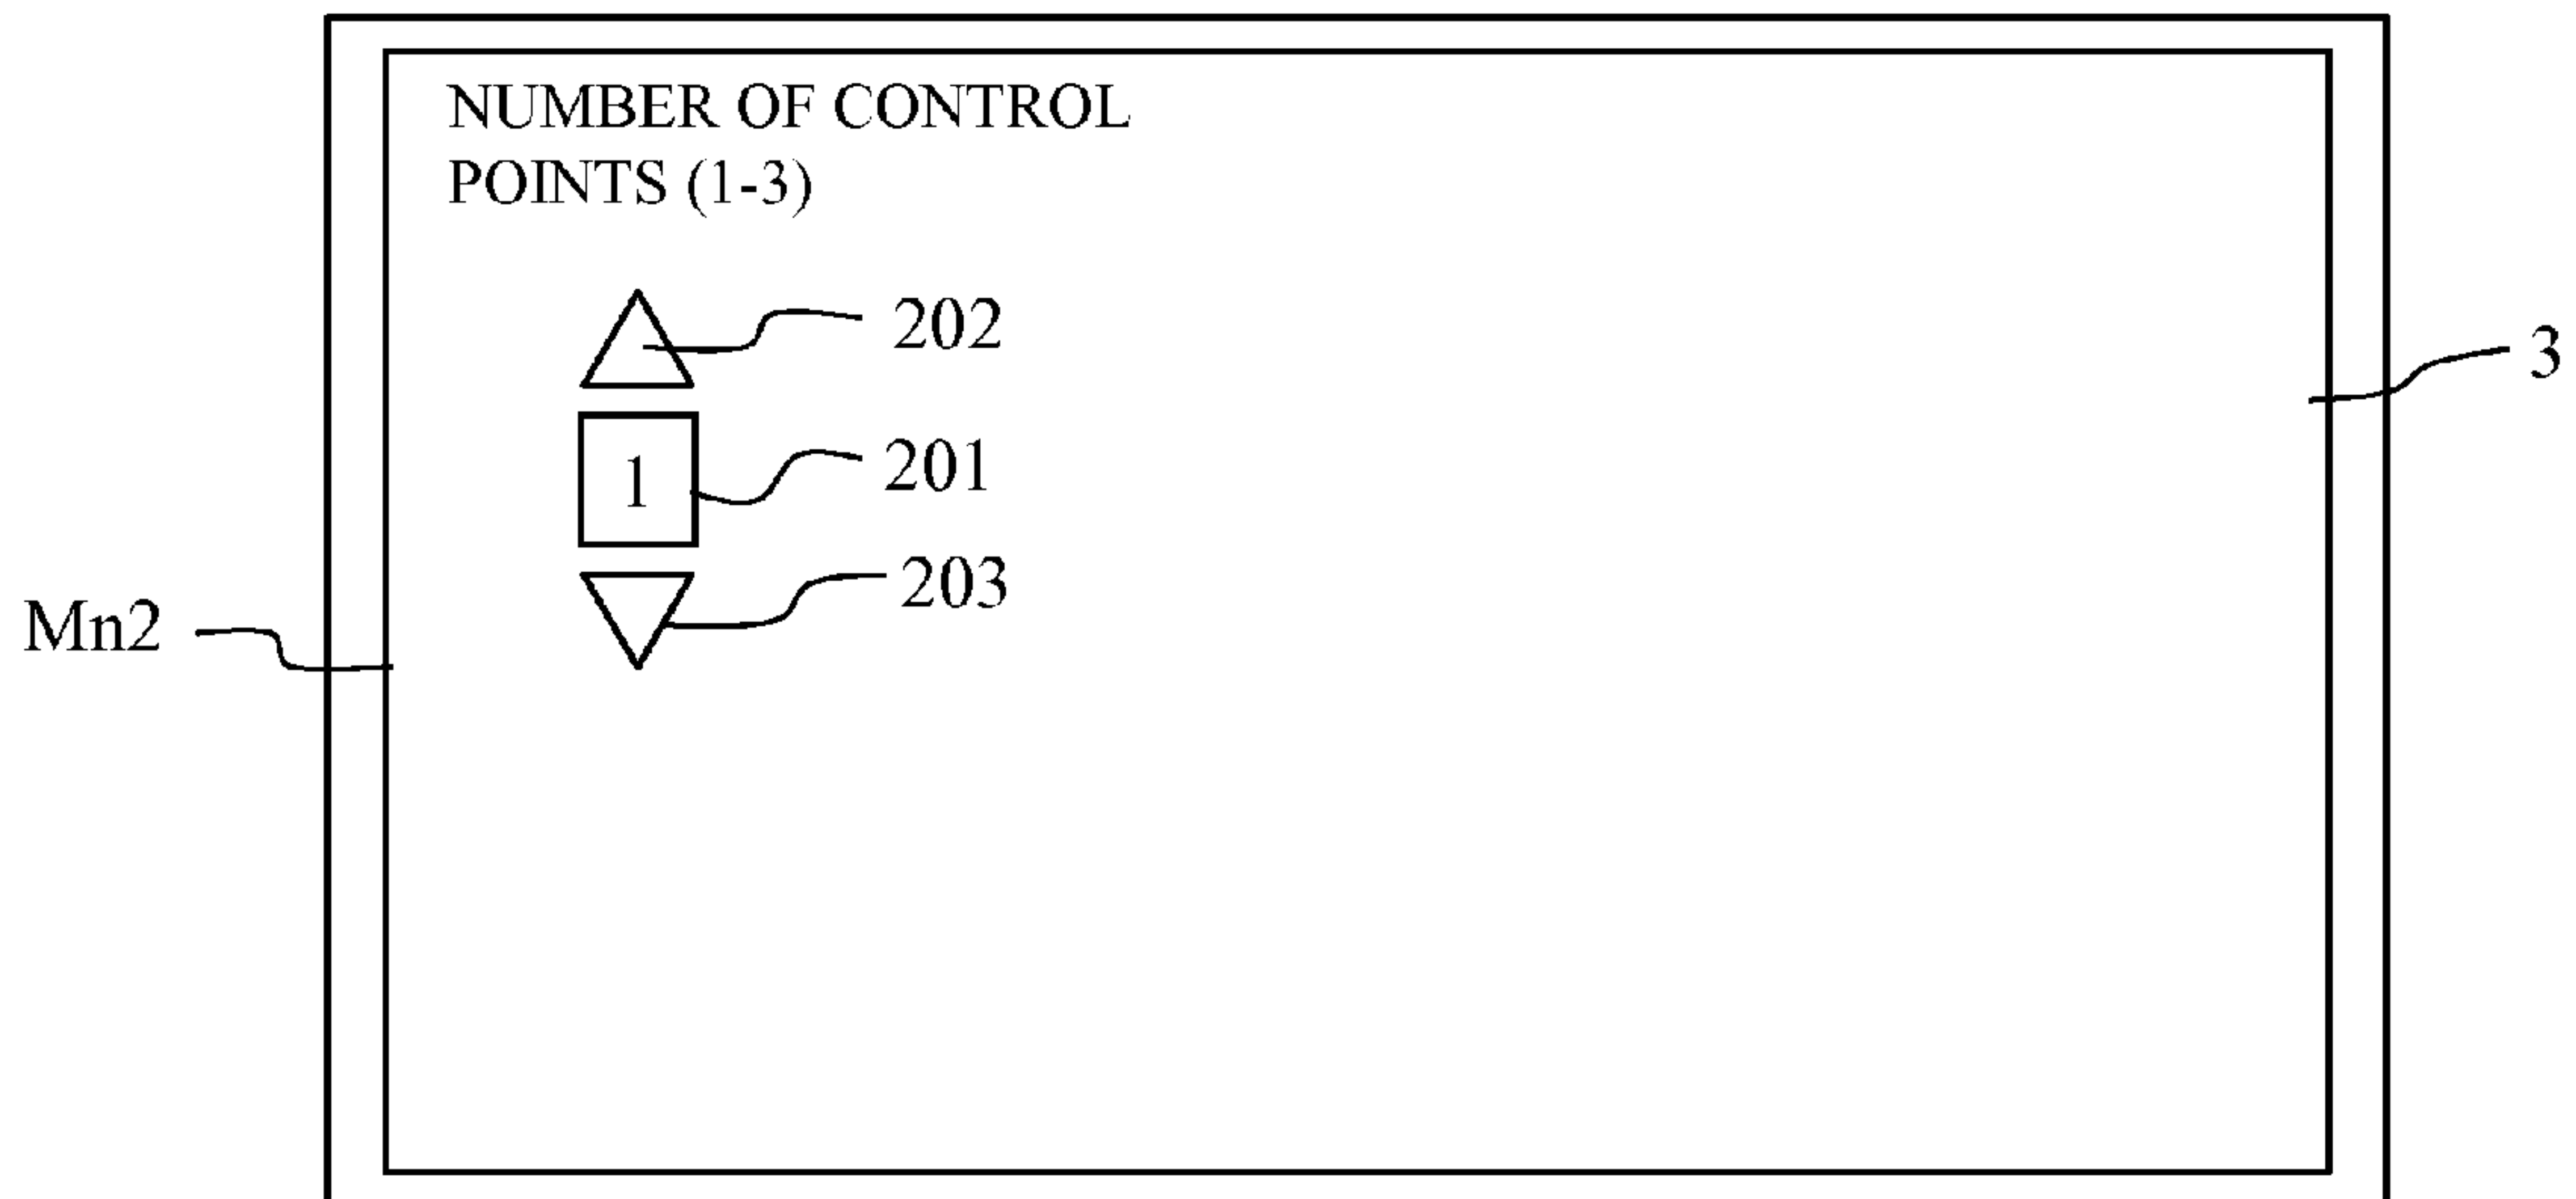 NUMBER OF CONTROL
POINTS (1-3)
202
3
1
201
203
Mn2